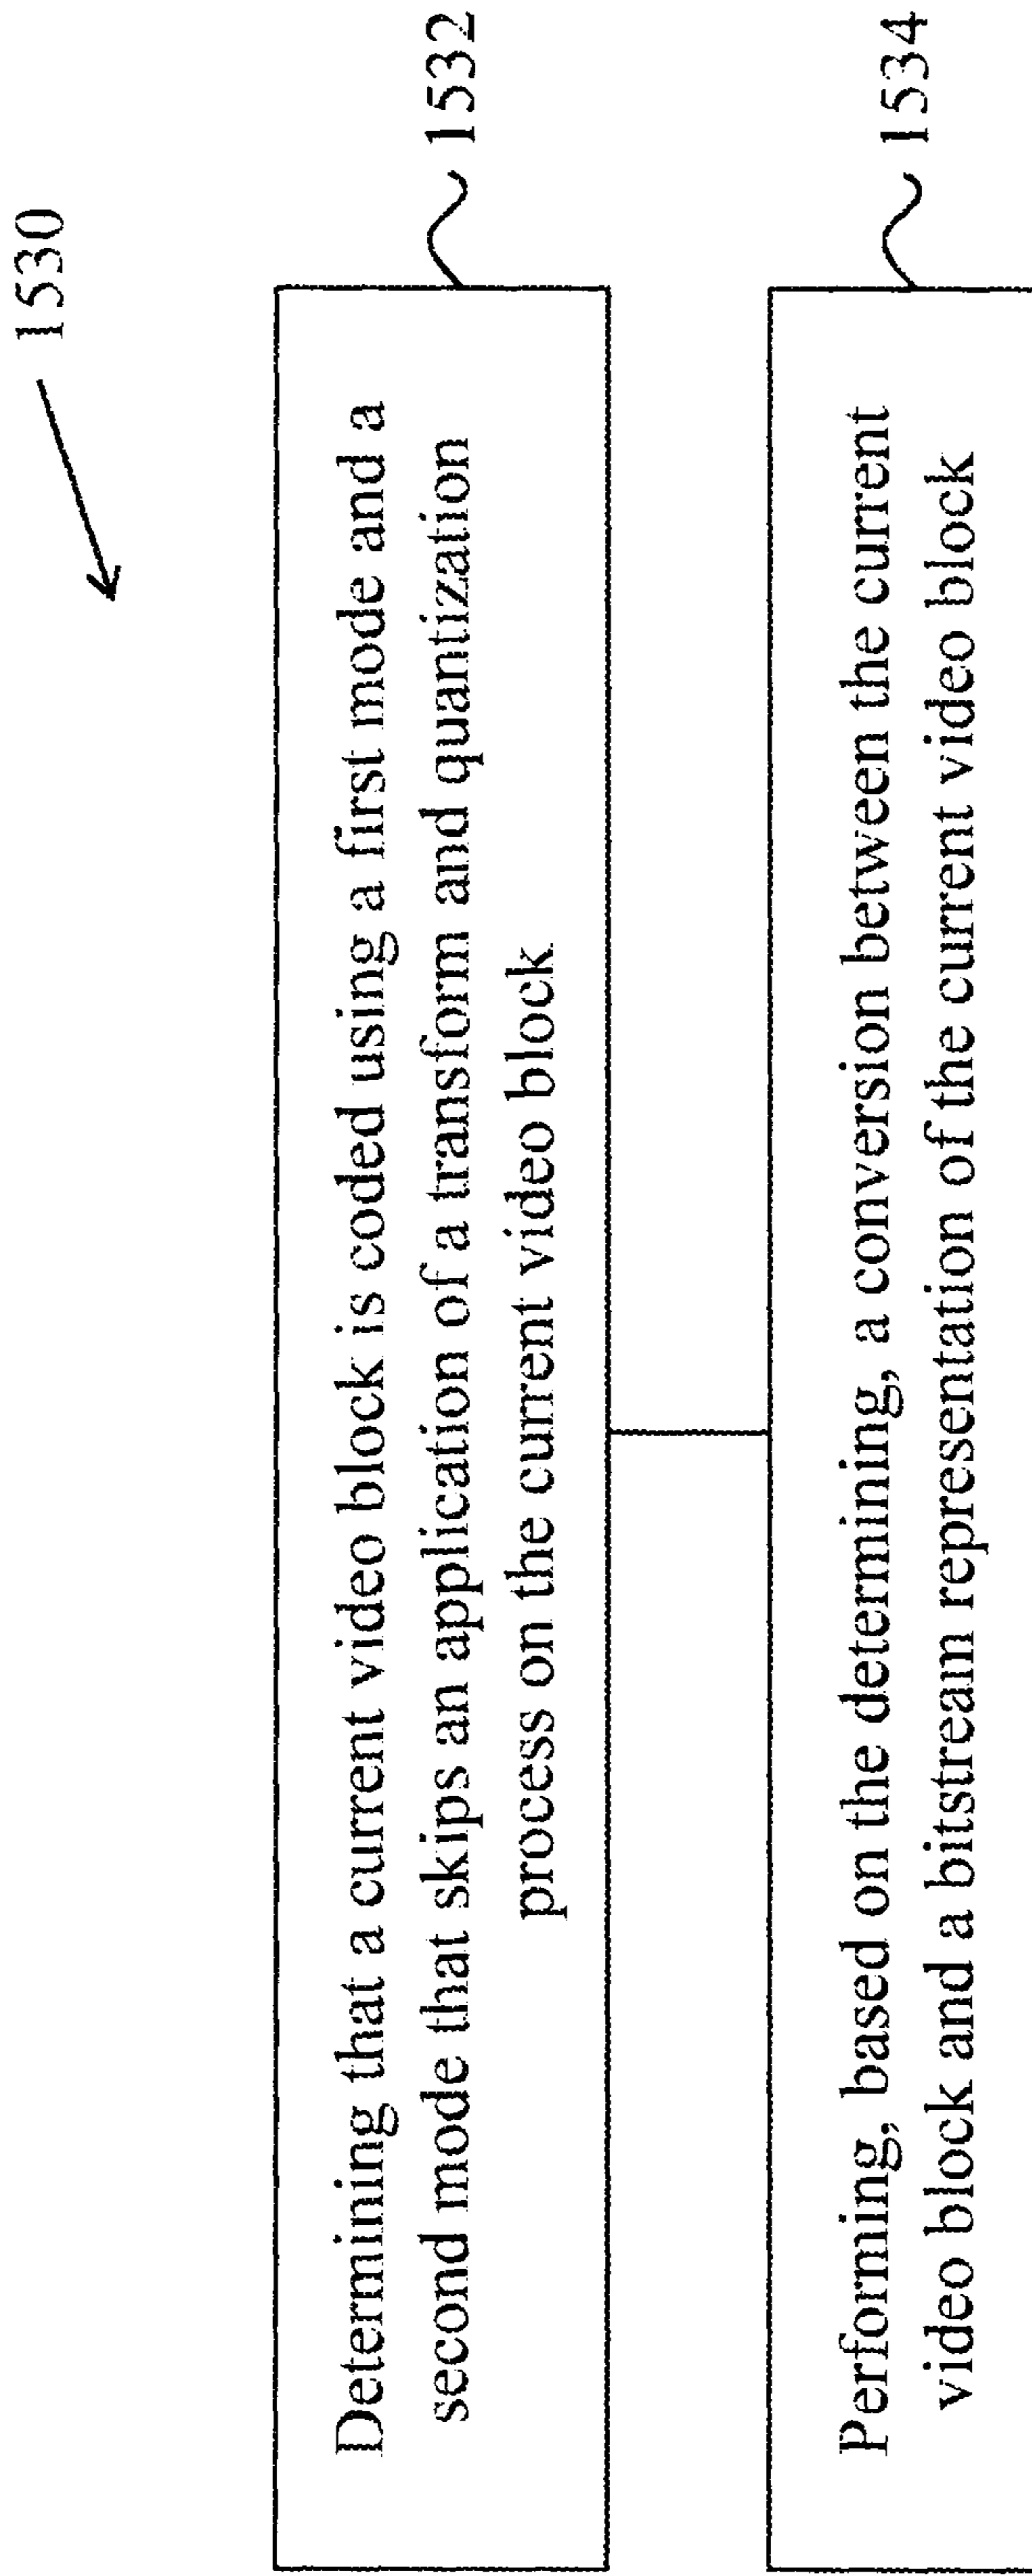 1530
Determining that a current video block is coded using a first mode and a
second mode that skips an application of a transform and quantization
process on the current video block
1532
Performing, based on the determining, a conversion between the current
video block and a bitstream representation of the current video block
1534